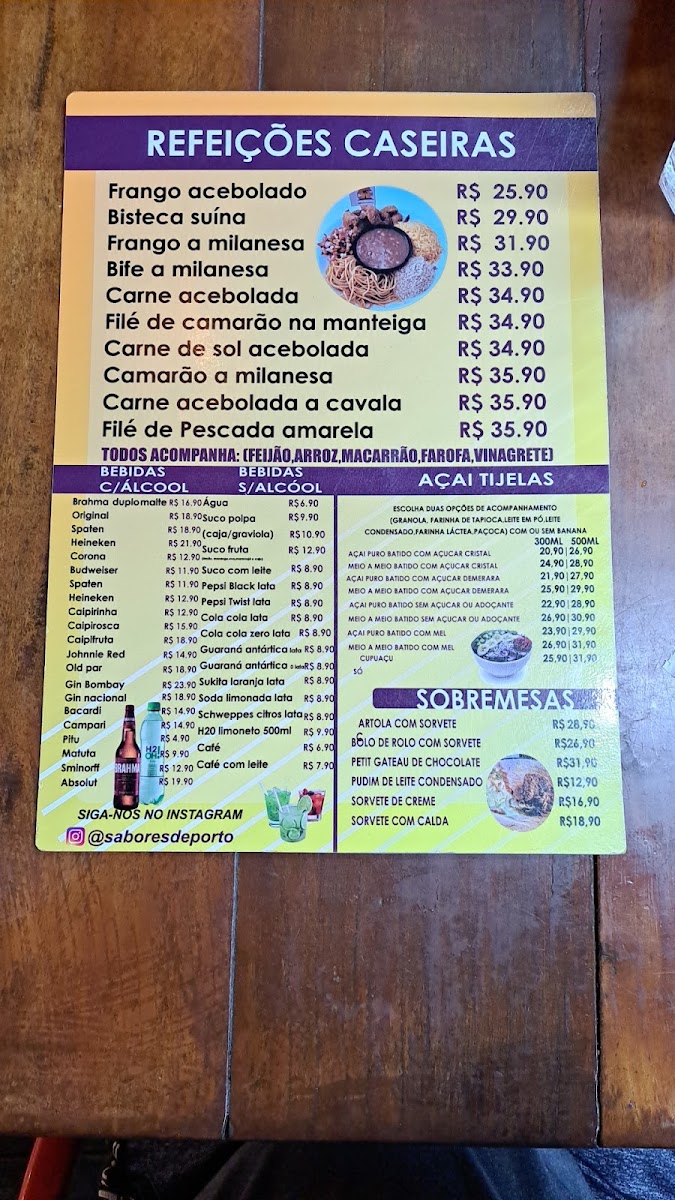 REFEIÇÕES CASEIRAS
Frango acebolado R$ 25.90
Bisteca suína R$ 29.90
Frango a milanesa R$ 31.90
Bife a milanesa R$ 33.90
Carne acebolada R$ 34.90
Filé de camarão na manteiga R$ 34.90
Carne de sol acebolada R$ 34.90
Camarão a milanesa R$ 35.90
Carne acebolada a cavala R$ 35.90
Filé de Pescada amarela R$ 35.90
TODOS ACOMPANHA: (FEIJÃO,ARROZ,MACARRÃO,FAROFA,VINAGRETE)
BEBIDAS
C/ÁLCOOL
Brahma duplomalte R$ 16.90
Original R$ 18.90
Spaten R$ 18.90
Heineken R$ 21.90
Corona R$ 12.90
Budweiser R$ 11.90
Spaten R$ 11.90
Heineken R$ 12.90
Caipirinha R$ 12.90
Caipirosca R$ 15.90
Caipifruta R$ 18.90
Johnnie Red R$ 14.90
Old par R$ 18.90
Gin Bombay R$ 23.90
Gin nacional R$ 18.90
Bacardi R$ 14.90
Campari R$ 14.90
Pitu R$ 4.90
Matuta R$ 9.90
Sminorff R$ 12.90
Absolut R$ 19.90
BRAHMA
H2
OH!
BEBIDAS
S/ALCÓOL
Água R$6.90
Suco polpa R$9.90
(caja/graviola) R$10.90
Suco fruta R$ 12.90
Suco com leite R$ 8.90
Pepsi Black lata R$ 8.90
Pepsi Twist lata R$ 8.90
Cola cola lata R$ 8.90
Cola cola zero lata R$ 8.90
Guaraná antártica lata R$ 8.90
Guaraná antártica 0 lata R$ 8.90
Sukita laranja lata R$ 8.90
Soda limonada lata R$ 8.90
Schweppes citros lata R$ 8.90
H20 limoneto 500ml R$ 9.90
Café R$ 6.90
Café com leite R$ 7.90
SIGA-NOS NO INSTAGRAM
@saboresdeporto
AÇAI TIJELAS
ESCOLHA DUAS OPÇÕES DE ACOMPANHAMENTO
(GRANOLA, FARINHA DE TAPIOCA,LEITE EM PÓ,LEITE
CONDENSADO,FARINHA LÁCTEA,PAÇOCA) COM OU SEM BANANA
300ML 500ML
AÇAI PURO BATIDO COM AÇUCAR CRISTAL 20,90|26,90
MEIO A MEIO BATIDO COM AÇUCAR CRISTAL 24,90|28,90
AÇAI PURO BATIDO COM AÇUCAR DEMERARA 21,90|27,90
MEIO A MEIO BATIDO COM AÇUCAR DEMERARA 25,90|29,90
AÇAI PURO BATIDO SEM AÇUCAR OU ADOÇANTE 22,90|28,90
MEIO A MEIO BATIDO SEM AÇUCAR OU ADOÇANTE 26,90|30,90
AÇAI PURO BATIDO COM MEL 23,90|29,90
MEIO A MEIO BATIDO COM MEL 26,90|31,90
CUPUAÇU 25,90|31,90
SÓ
SOBREMESAS
ARTOLA COM SORVETE R$ 28,90
C
BOLO DE ROLO COM SORVETE R$26,90
PETIT GATEAU DE CHOCOLATE R$31,90
PUDIM DE LEITE CONDENSADO R$12,90
SORVETE DE CREME R$16,90
SORVETE COM CALDA R$18,90